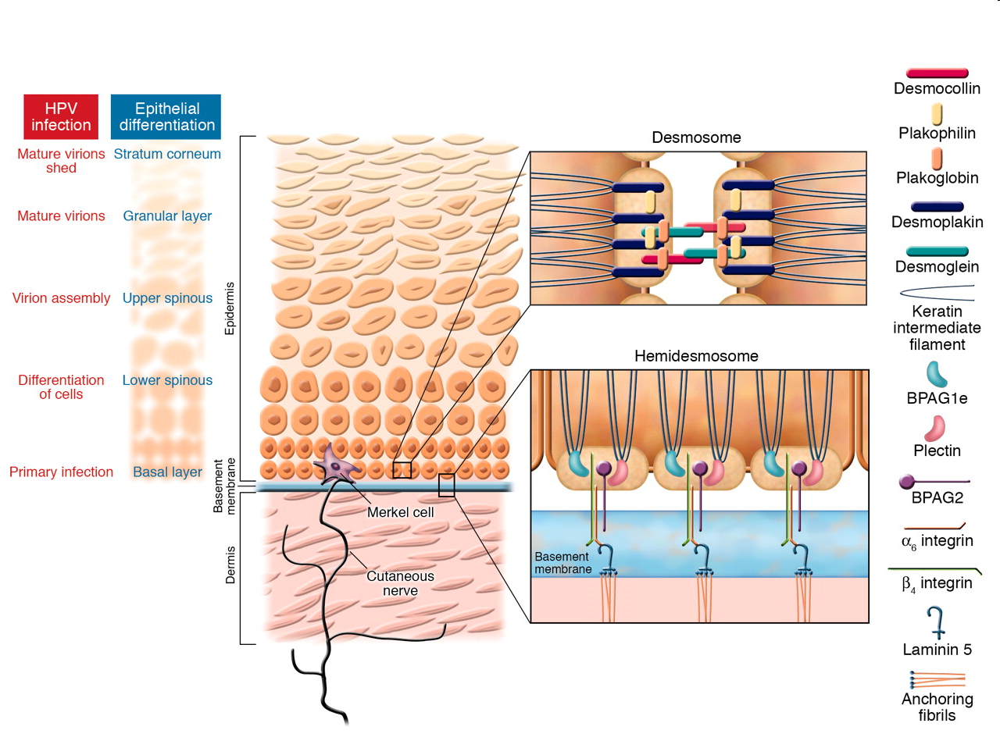 HPV
infection
Epithelial
differentiation
Mature virions
shed
Stratum corneum
Mature virions
Granular layer
Virion assembly
Upper spinous
Differentiation
of cells
Lower spinous
Primary infection
Basal layer
Epidermis
Basement
membrane
Dermis
Merkel cell
Cutaneous
nerve
Desmosome
Hemidesmosome
Basement
membrane
Desmocollin
Plakophilin
Plakoglobin
Desmoplakin
Desmoglein
Keratin
intermediate
filament
BPAG1e
Plectin
BPAG2
α6 integrin
β4 integrin
Laminin 5
Anchoring
fibrils